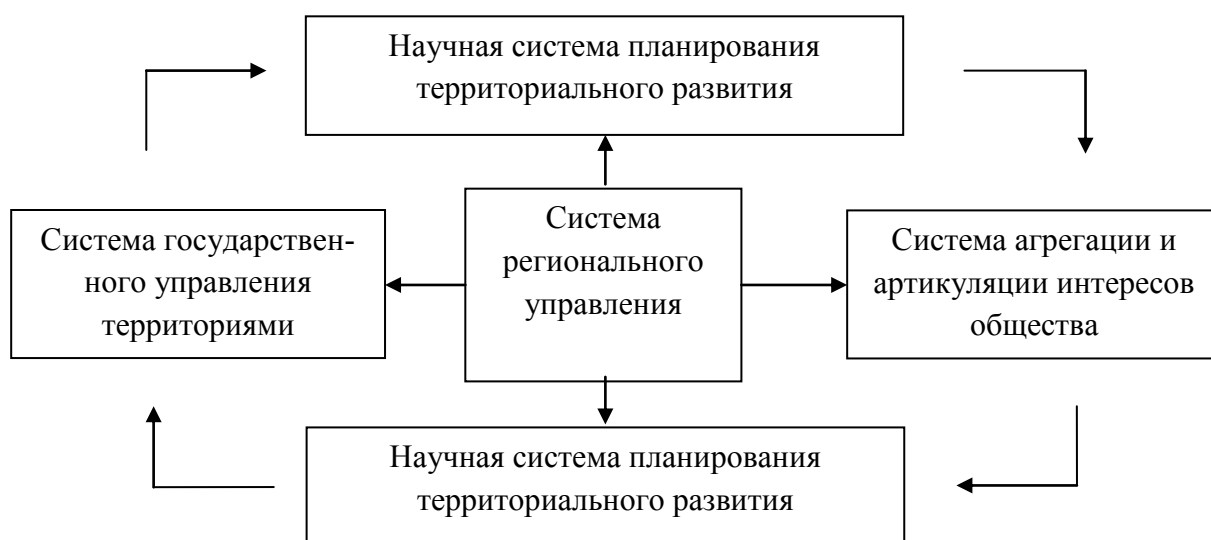 Научная система планирования
территориального развития
Система государствен-
ного управления
территориями
Система
регионального
управления
Система агрегации и
артикуляции интересов
общества
Научная система планирования
территориального развития